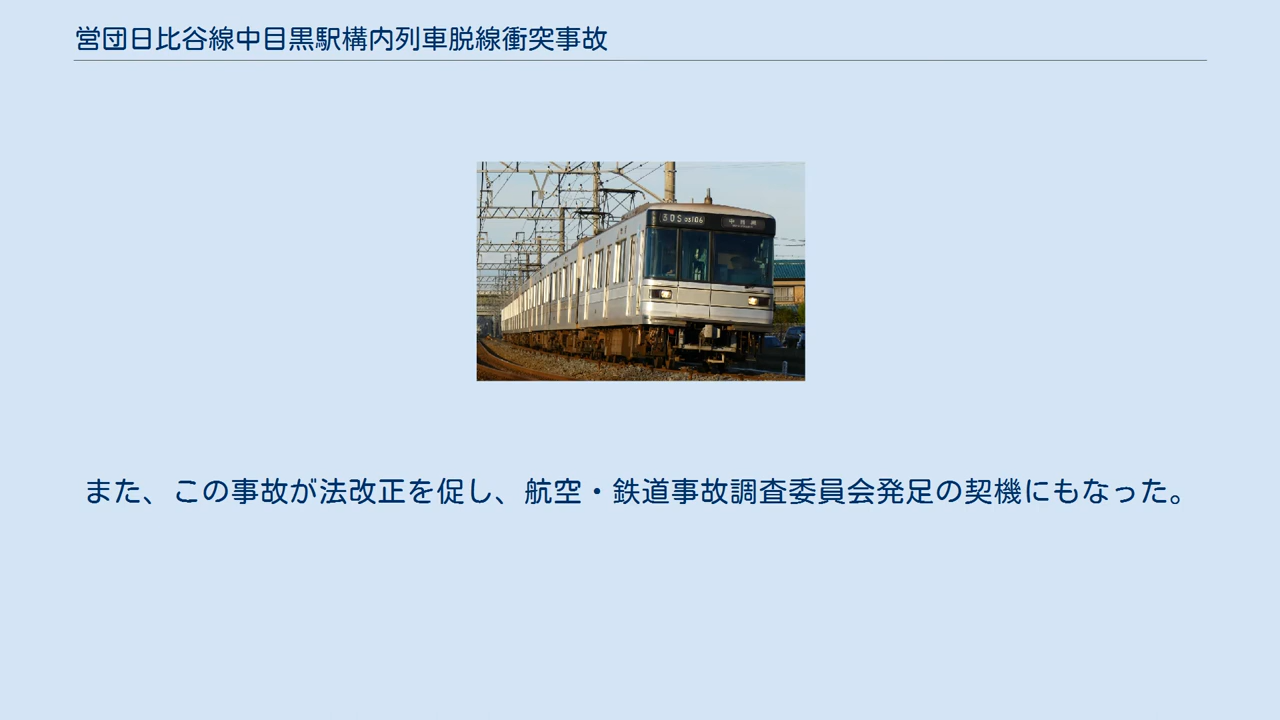 営団日比谷線中目黒駅構内列車脱線衝突事故
また、この事故が法改正を促し、航空・鉄道事故調査委員会発足の契機にもなった。